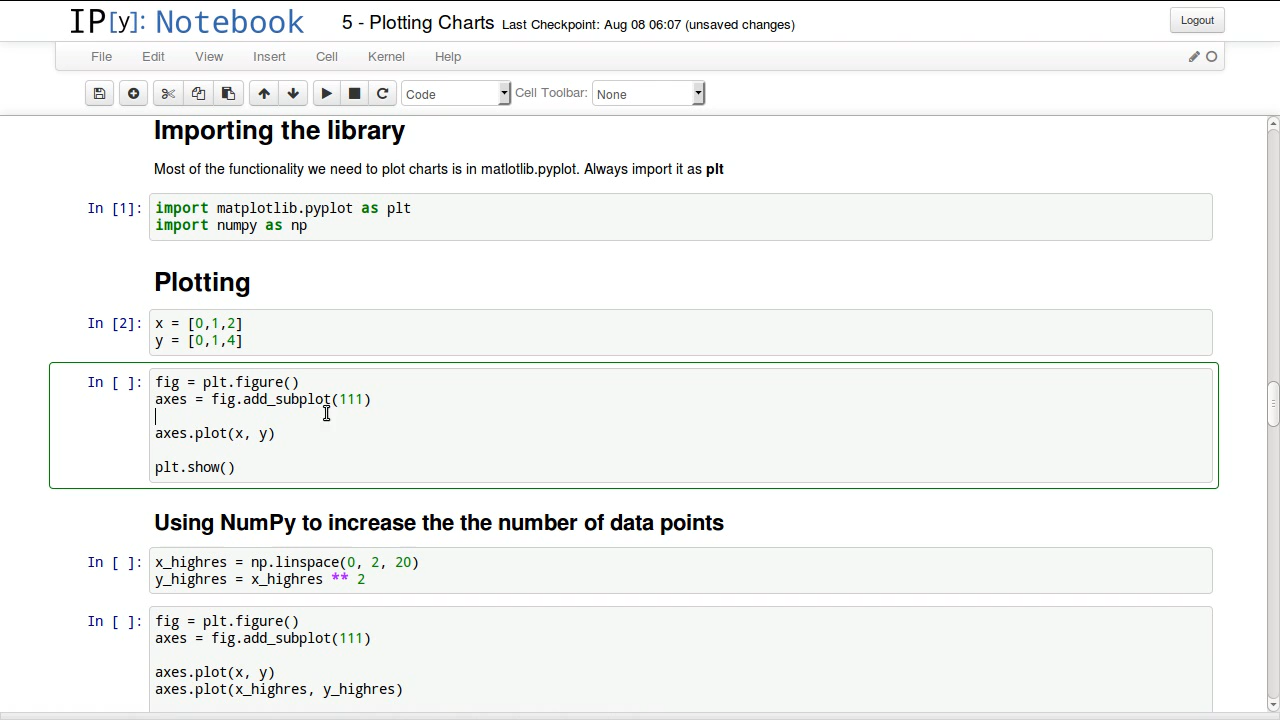 IP[y]: Notebook 5 - Plotting Charts Last Checkpoint: Aug 08 06:07 (unsaved changes) Logout
File Edit View Insert Cell Kernel Help
Code Cell Toolbar: None
Importing the library
Most of the functionality we need to plot charts is in matlotlib.pyplot. Always import it as plt
In [1]: import matplotlib.pyplot as plt
import numpy as np
Plotting
In [2]: x = [0,1,2]
y = [0,1,4]
In [ ]: fig = plt.figure()
axes = fig.add_subplot(111)
axes.plot(x, y)
plt.show()
Using NumPy to increase the the number of data points
In [ ]: x_highres = np.linspace(0, 2, 20)
y_highres = x_highres ** 2
In [ ]: fig = plt.figure()
axes = fig.add_subplot(111)
axes.plot(x, y)
axes.plot(x_highres, y_highres)